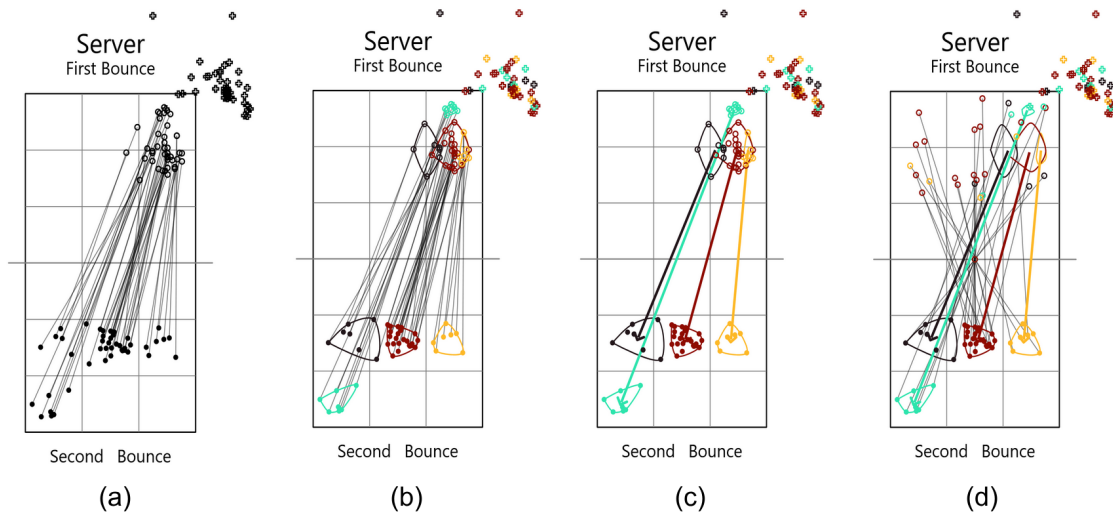 Server
First Bounce
Second Bounce
(a)
Server
First Bounce
Second Bounce
(b)
Server
First Bounce
Second Bounce
(c)
Server
First Bounce
Second Bounce
(d)